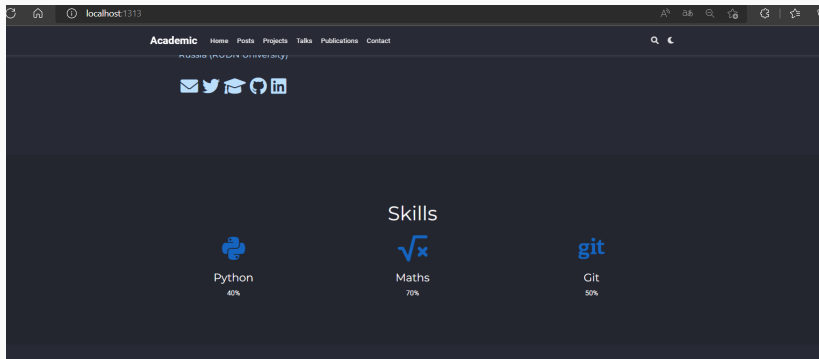 localhost:1313
Academic Home Posts Projects Talks Publications Contact
Russia (RUDN University)
Skills
git
Python Maths Git
40% 70% 50%